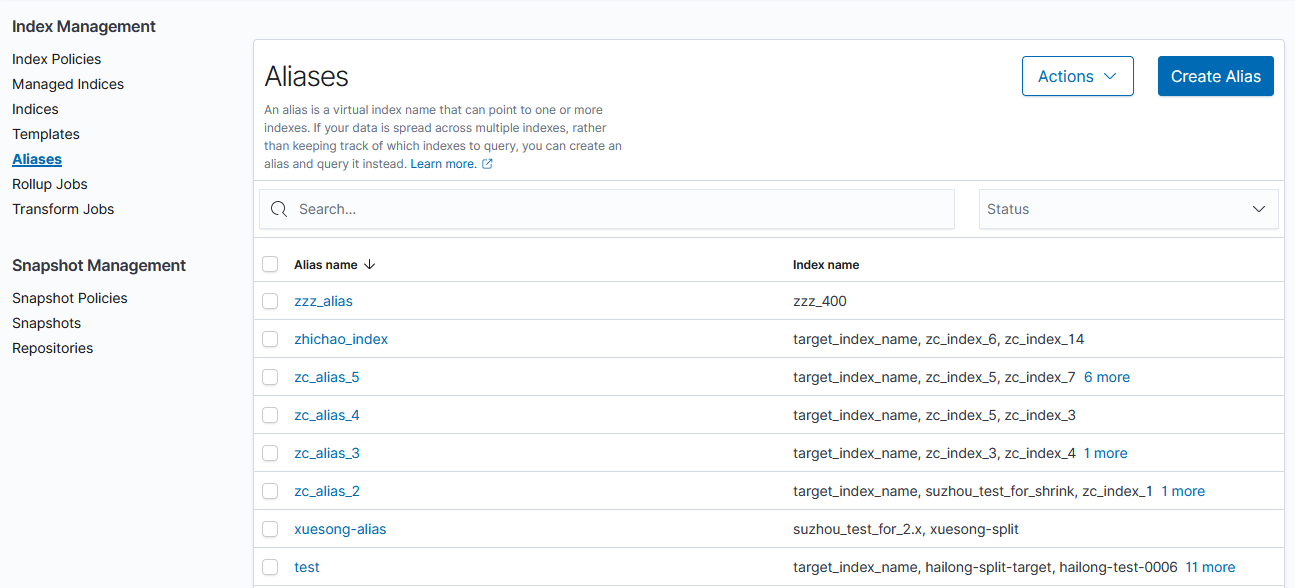 Index Management
Index Policies
Managed Indices
Indices
Templates
Aliases
Rollup Jobs
Transform Jobs
Snapshot Management
Snapshot Policies
Snapshots
Repositories
Aliases
Actions
Create Alias
An alias is a virtual index name that can point to one or more
indexes. If your data is spread across multiple indexes, rather
than keeping track of which indexes to query, you can create an
alias and query it instead. Learn more.
Search...
Status
Alias name Index name
zzz_alias zzz_400
zhichao_index target_index_name, zc_index_6, zc_index_14
zc_alias_5 target_index_name, zc_index_5, zc_index_7 6 more
zc_alias_4 target_index_name, zc_index_5, zc_index_3
zc_alias_3 target_index_name, zc_index_3, zc_index_4 1 more
zc_alias_2 target_index_name, suzhou_test_for_shrink, zc_index_1 1 more
xuesong-alias suzhou_test_for_2.x, xuesong-split
test target_index_name, hailong-split-target, hailong-test-0006 11 more